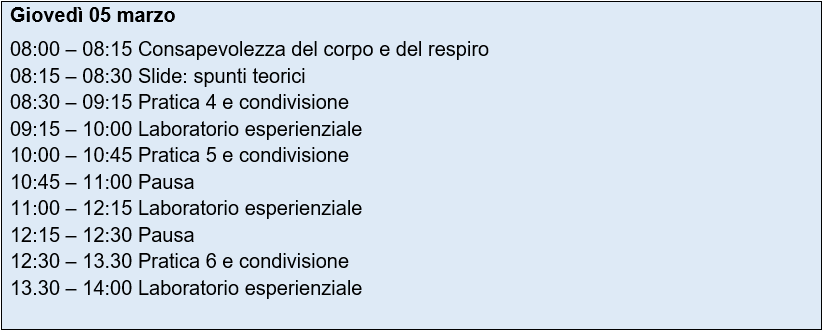 Giovedì 05 marzo
08:00 – 08:15 Consapevolezza del corpo e del respiro
08:15 – 08:30 Slide: spunti teorici
08:30 – 09:15 Pratica 4 e condivisione
09:15 – 10:00 Laboratorio esperienziale
10:00 – 10:45 Pratica 5 e condivisione
10:45 – 11:00 Pausa
11:00 – 12:15 Laboratorio esperienziale
12:15 – 12:30 Pausa
12:30 – 13.30 Pratica 6 e condivisione
13.30 – 14:00 Laboratorio esperienziale